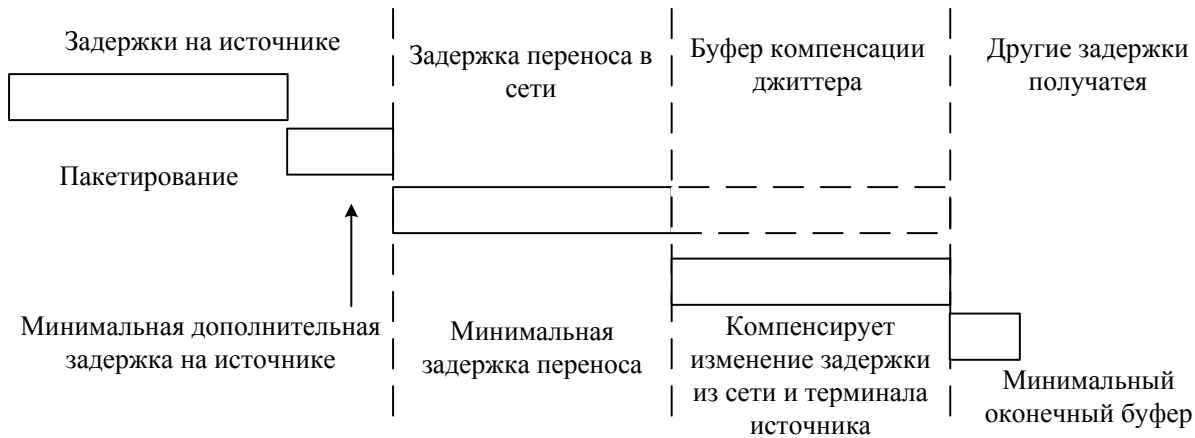 Задержки на источнике
Задержка переноса в
сети
Буфер компенсации
джиттера
Другие задержки
получатея
Пакетирование
Минимальная дополнительная
задержка на источнике
Минимальная
задержка переноса
Компенсирует
изменение задержки
из сети и терминала
источника
Минимальный
оконечный буфер